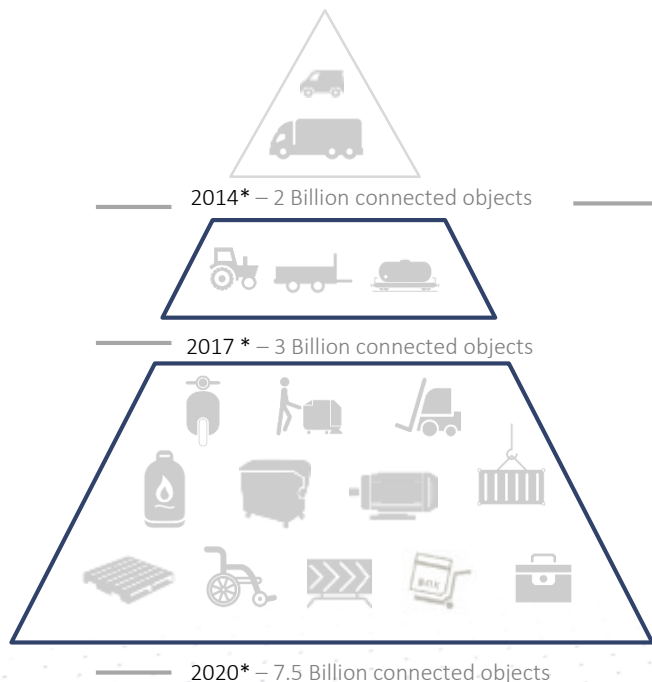 2014* – 2 Billion connected objects
2017 * – 3 Billion connected objects
BOX
2020* – 7.5 Billion connected objects